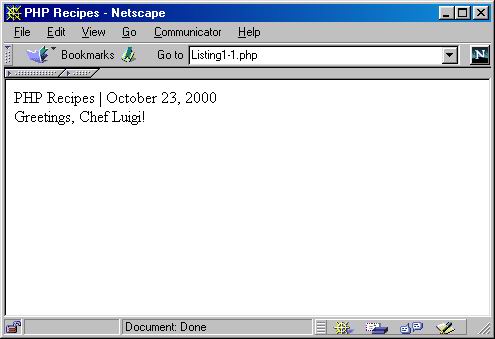 PHP Recipes - Netscape
File Edit View Go Communicator Help
Bookmarks Go to Listing1-1.php N
PHP Recipes | October 23, 2000
Greetings, Chef Luigi!
Document: Done